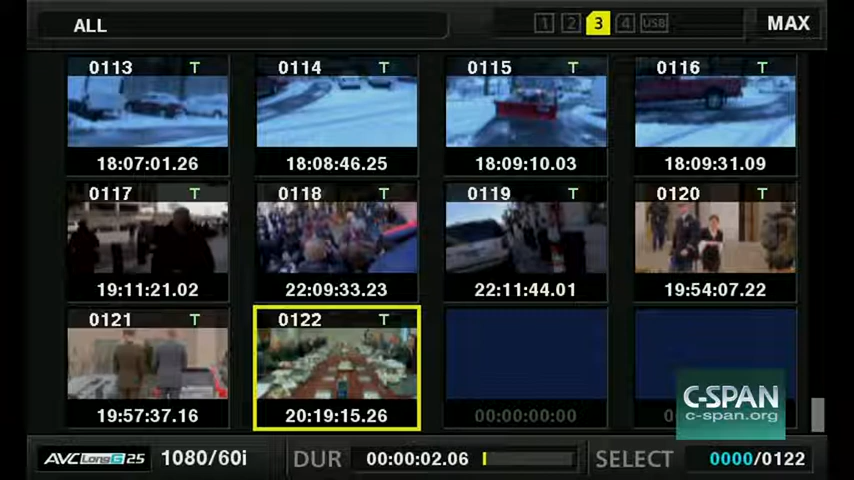 ALL 1 2 3 4 USB MAX
0113 T 0114 T 0115 T 0116 T
18:07:01.26 18:08:46.25 18:09:10.03 18:09:31.09
0117 T 0118 T 0119 T 0120 T
19:11:21.02 22:09:33.23 22:11:44.01 19:54:07.22
0121 T 0122 T
19:57:37.16 20:19:15.26 00:00:00:00
C-SPAN
c-span.org
AVC LongG 25 1080/60i DUR 00:00:02.06 SELECT 0000/0122